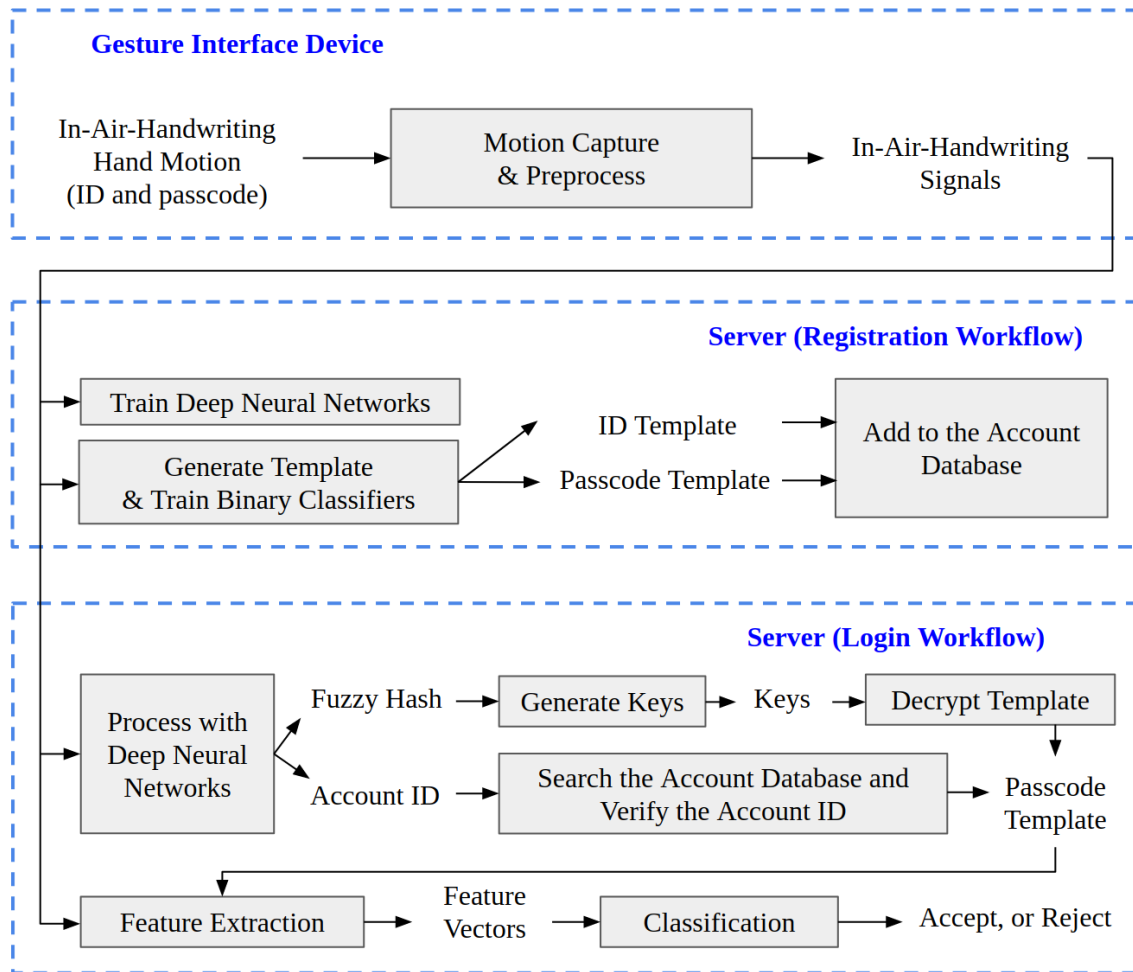 Gesture Interface Device
In-Air-Handwriting
Hand Motion
(ID and passcode)
Motion Capture
& Preprocess
In-Air-Handwriting
Signals
Server (Registration Workflow)
Train Deep Neural Networks
Generate Template
& Train Binary Classifiers
ID Template
Passcode Template
Add to the Account
Database
Server (Login Workflow)
Process with
Deep Neural
Networks
Fuzzy Hash
Generate Keys
Keys
Decrypt Template
Account ID
Search the Account Database and
Verify the Account ID
Passcode
Template
Feature Extraction
Feature
Vectors
Classification
Accept, or Reject